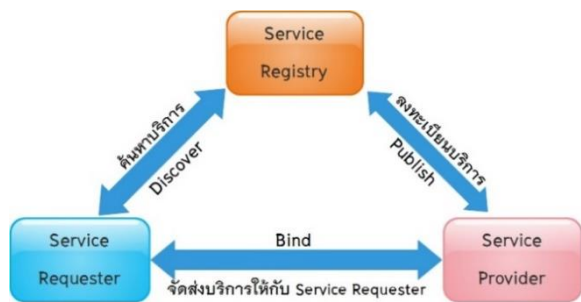 Service
Registry
ค้นหาบริการ
Discover
ลงทะเบียนบริการ
Publish
Service
Requester
Bind
จัดส่งบริการให้กับ Service Requester
Service
Provider